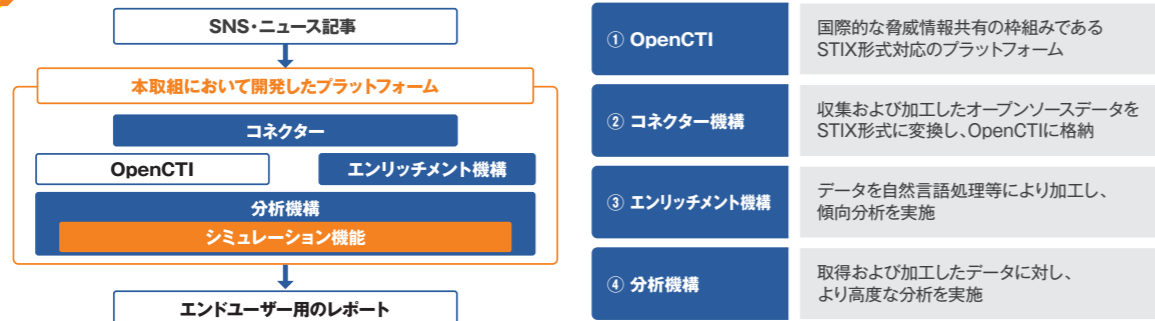 SNS・ニュース記事
本取組において開発したプラットフォーム
コネクター
OpenCTI
エンリッチメント機構
分析機構
シミュレーション機能
エンドユーザー用のレポート
① OpenCTI
国際的な脅威情報共有の枠組みである
STIX形式対応のプラットフォーム
② コネクター機構
収集および加工したオープンソースデータを
STIX形式に変換し、OpenCTIに格納
③ エンリッチメント機構
データを自然言語処理等により加工し、
傾向分析を実施
④ 分析機構
取得および加工したデータに対し、
より高度な分析を実施